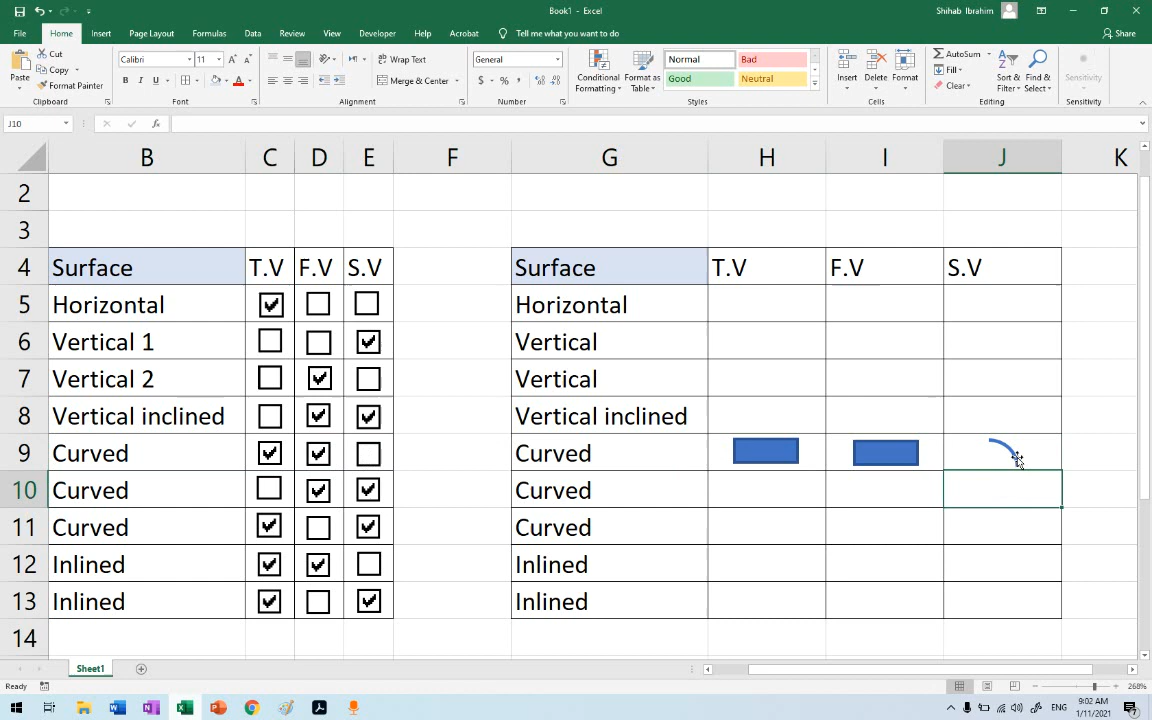 Book1 - Excel
Shihab Ibrahim
File Home Insert Page Layout Formulas Data Review View Developer Help Acrobat Tell me what you want to do Share
Paste
Cut
Copy
Format Painter
Calibri 11
B I U
Wrap Text
Merge & Center
General
$ % ,
Conditional Formatting
Format as Table
Normal Bad
Good Neutral
Insert Delete Format
AutoSum
Fill
Clear
Sort & Filter
Find & Select
Sensitivity
Clipboard Font Alignment Number Styles Cells Editing Sensitivity
J10 fx
B C D E F G H I J K
2
3
4 Surface T.V F.V S.V Surface T.V F.V S.V
5 Horizontal Horizontal
6 Vertical 1 Vertical
7 Vertical 2 Vertical
8 Vertical inclined Vertical inclined
9 Curved Curved
10 Curved Curved
11 Curved Curved
12 Inlined Inlined
13 Inlined Inlined
14
Sheet1
Ready 268%
ENG 9:02 AM
1/11/2021